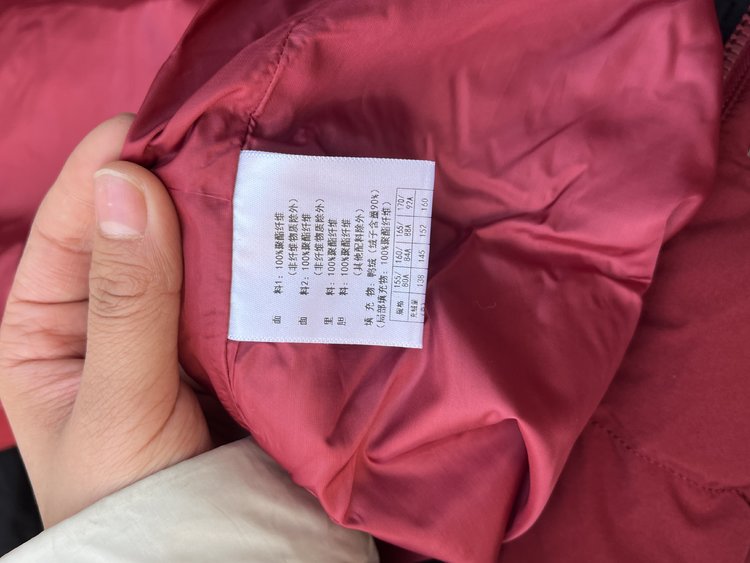 面 料1: 100%聚酯纤维
(非纤维物质除外)
面 料2: 100%聚酯纤维
(非纤维物质除外)
里 料: 100%聚酯纤维
胆 料: 100%聚酯纤维
(其他配料除外)
填 充 物: 鸭绒 (绒子含量90%)
(局部填充物: 100%聚酯纤维)
规格 155/80A 160/84A 165/88A 170/92A
充绒量 138 145 152 160